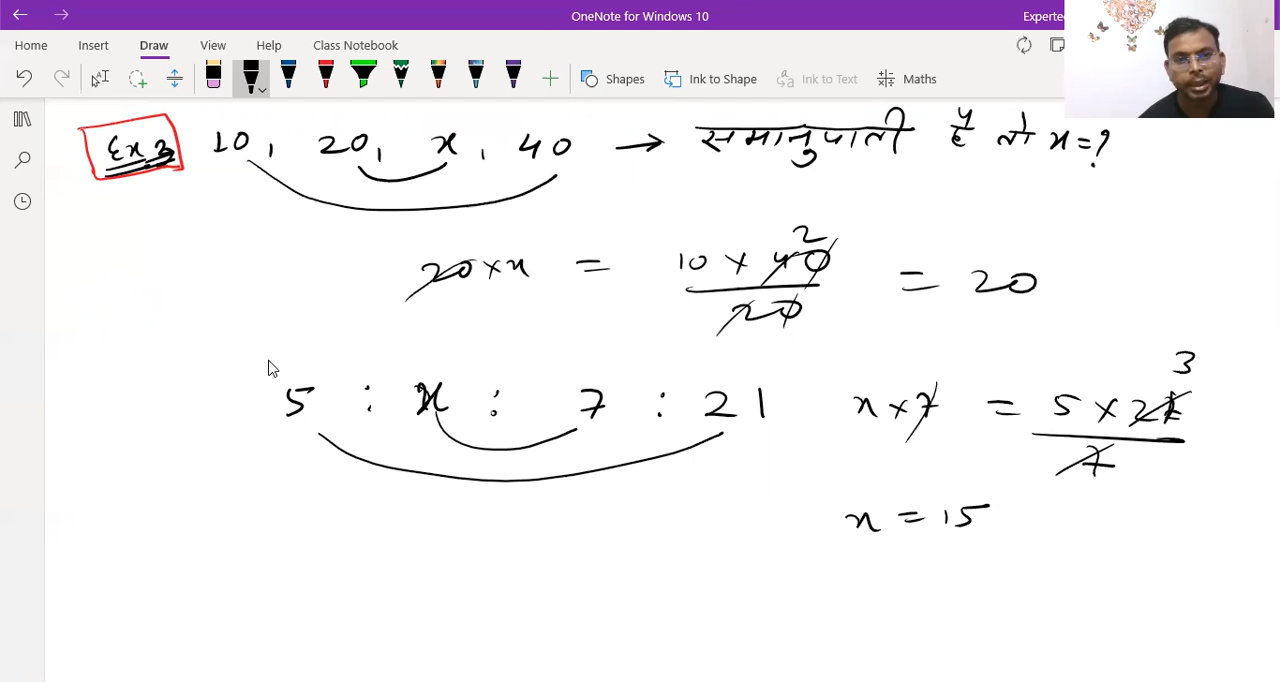 OneNote for Windows 10
Home Insert Draw View Help Class Notebook
Shapes Ink to Shape Ink to Text Maths
Ex.3 10, 20, x, 40 → समानुपाती है तो x=?
2
20×x = 10 × 40 = 20
20
3
5 : x : 7 : 21 x × 7 = 5 × 21
7
x = 15